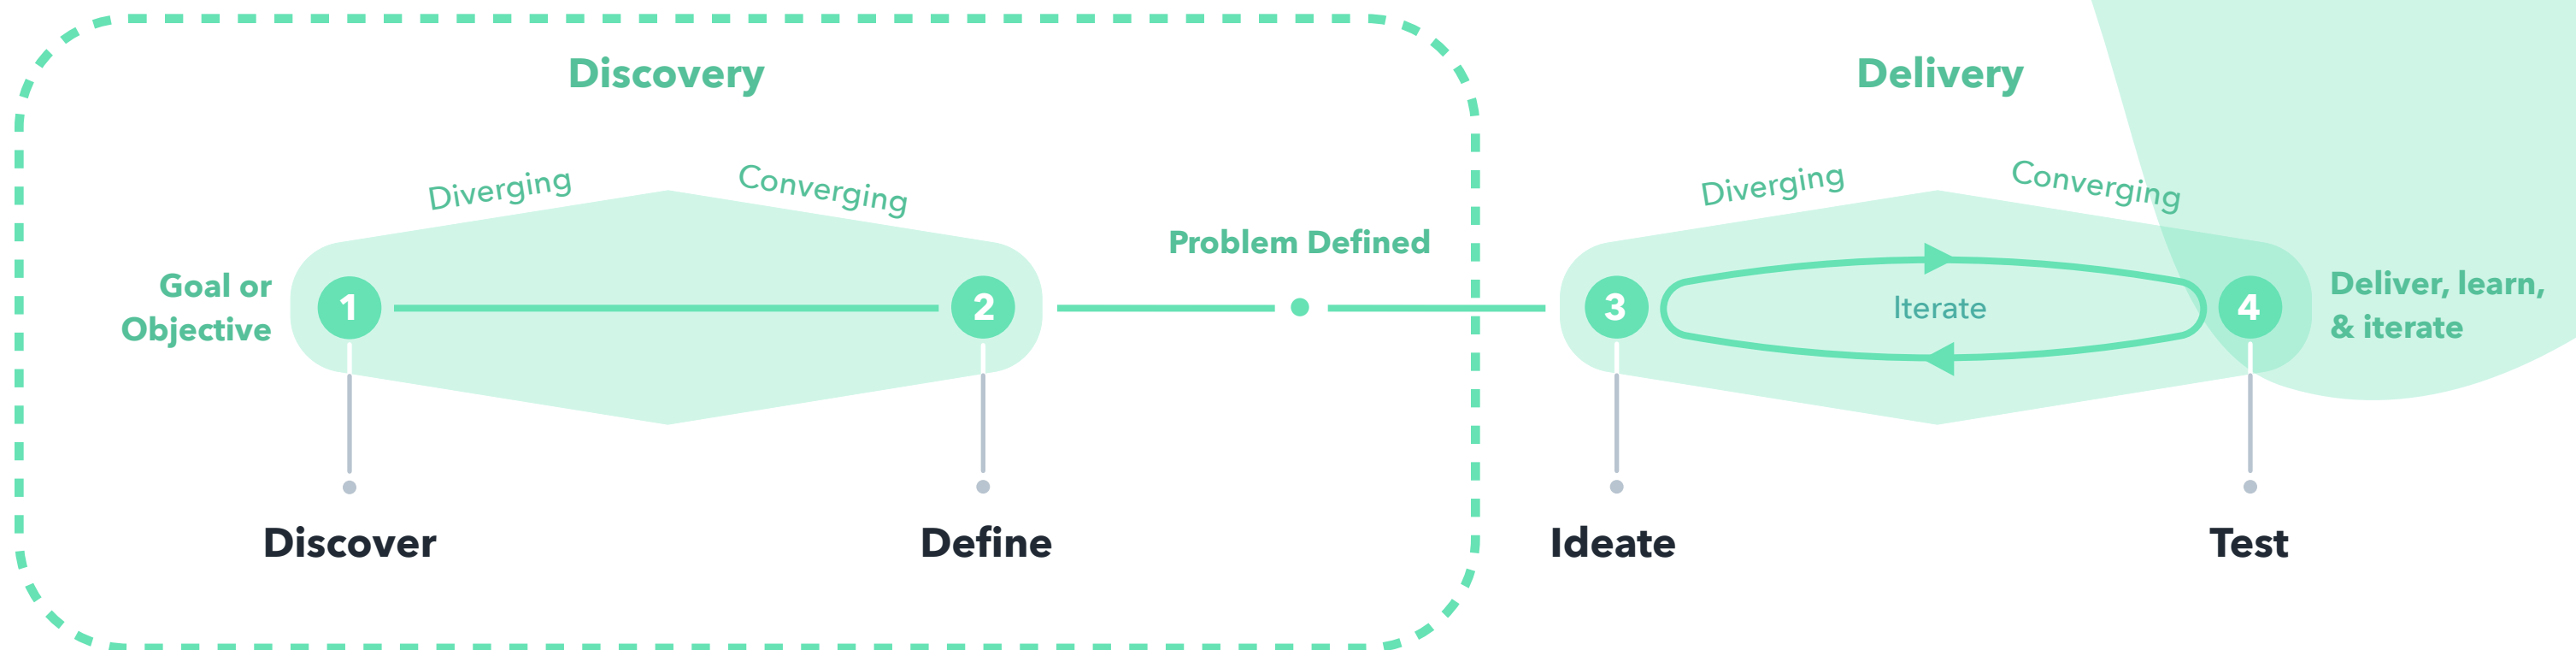 Discovery
Delivery
Diverging
Converging
Diverging
Converging
Problem Defined
Goal or
Objective
1
2
3
Iterate
4
Deliver, learn,
& iterate
Discover
Define
Ideate
Test